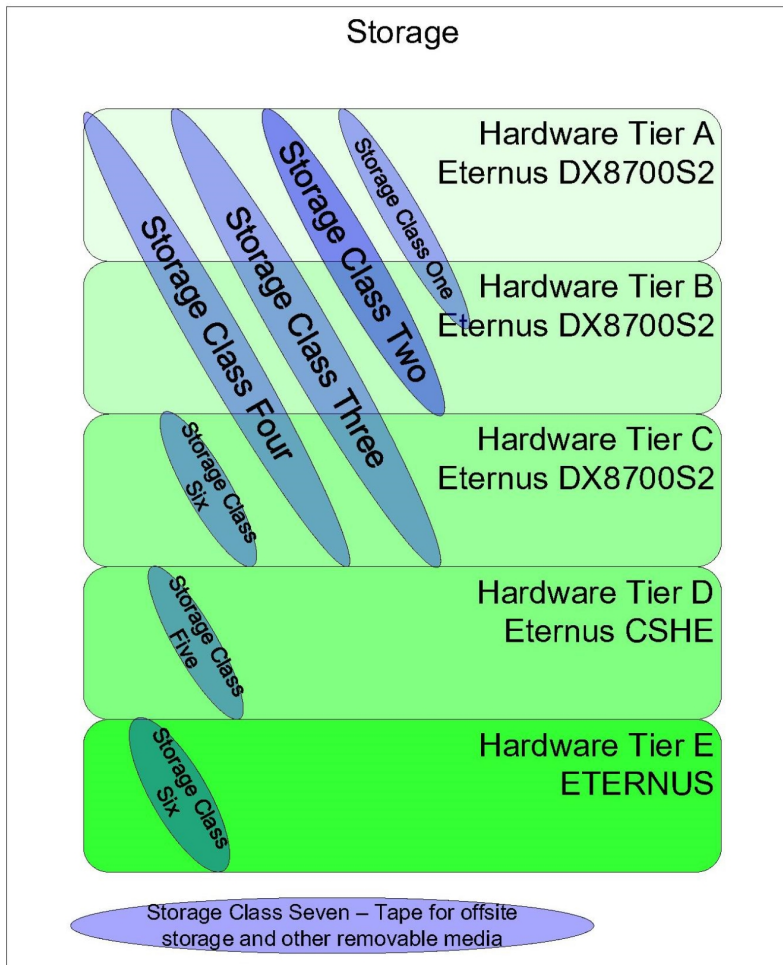 Storage
Hardware Tier A
Eternus DX8700S2
Storage Class One
Storage Class Two
Storage Class Three
Storage Class Four
Hardware Tier B
Eternus DX8700S2
Hardware Tier C
Eternus DX8700S2
Storage Class
Six
Hardware Tier D
Eternus CSHE
Storage Class
Five
Hardware Tier E
ETERNUS
Storage Class
Six
Storage Class Seven – Tape for offsite
storage and other removable media